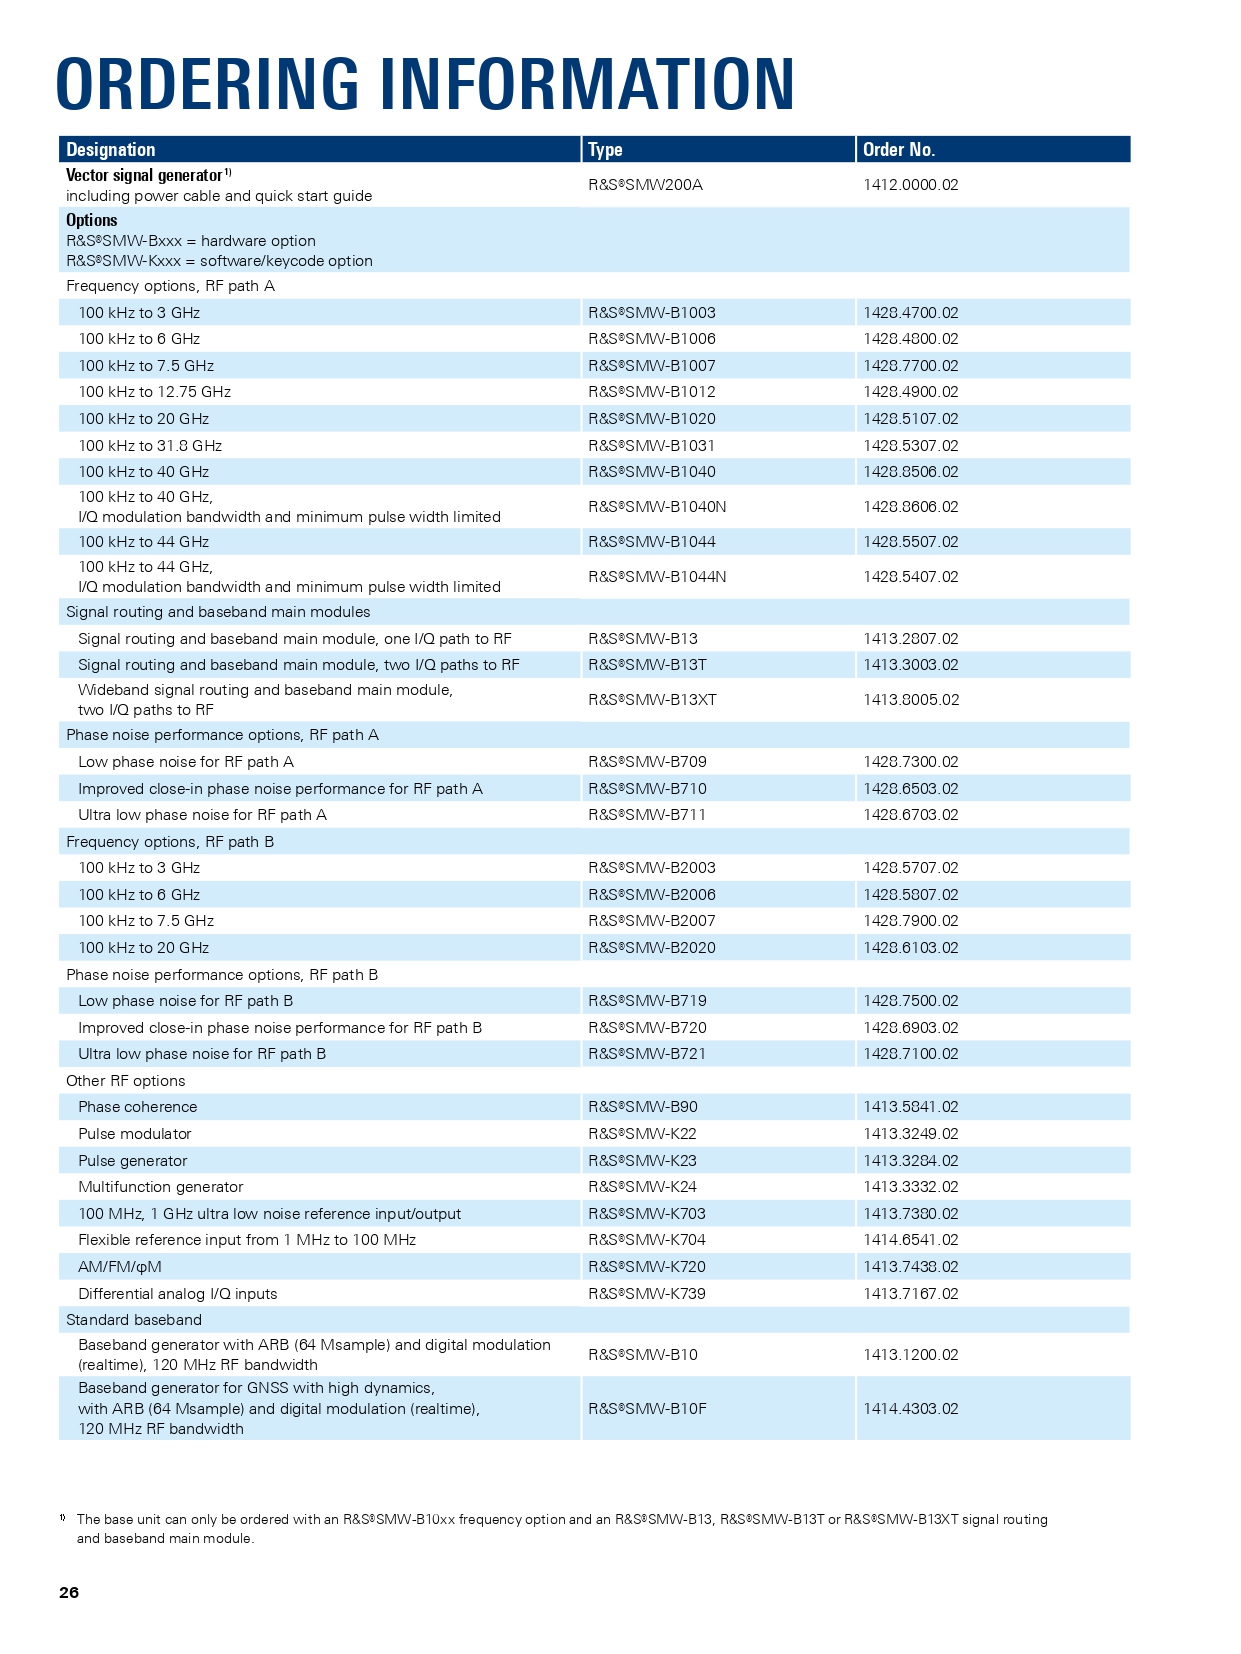 ORDERING INFORMATION
Designation Type Order No.
Vector signal generator 1)
including power cable and quick start guide R&S®SMW200A 1412.0000.02
Options
R&S®SMW-Bxxx = hardware option
R&S®SMW-Kxxx = software/keycode option
Frequency options, RF path A
100 kHz to 3 GHz R&S®SMW-B1003 1428.4700.02
100 kHz to 6 GHz R&S®SMW-B1006 1428.4800.02
100 kHz to 7.5 GHz R&S®SMW-B1007 1428.7700.02
100 kHz to 12.75 GHz R&S®SMW-B1012 1428.4900.02
100 kHz to 20 GHz R&S®SMW-B1020 1428.5107.02
100 kHz to 31.8 GHz R&S®SMW-B1031 1428.5307.02
100 kHz to 40 GHz R&S®SMW-B1040 1428.8506.02
100 kHz to 40 GHz,
I/Q modulation bandwidth and minimum pulse width limited R&S®SMW-B1040N 1428.8606.02
100 kHz to 44 GHz R&S®SMW-B1044 1428.5507.02
100 kHz to 44 GHz,
I/Q modulation bandwidth and minimum pulse width limited R&S®SMW-B1044N 1428.5407.02
Signal routing and baseband main modules
Signal routing and baseband main module, one I/Q path to RF R&S®SMW-B13 1413.2807.02
Signal routing and baseband main module, two I/Q paths to RF R&S®SMW-B13T 1413.3003.02
Wideband signal routing and baseband main module,
two I/Q paths to RF R&S®SMW-B13XT 1413.8005.02
Phase noise performance options, RF path A
Low phase noise for RF path A R&S®SMW-B709 1428.7300.02
Improved close-in phase noise performance for RF path A R&S®SMW-B710 1428.6503.02
Ultra low phase noise for RF path A R&S®SMW-B711 1428.6703.02
Frequency options, RF path B
100 kHz to 3 GHz R&S®SMW-B2003 1428.5707.02
100 kHz to 6 GHz R&S®SMW-B2006 1428.5807.02
100 kHz to 7.5 GHz R&S®SMW-B2007 1428.7900.02
100 kHz to 20 GHz R&S®SMW-B2020 1428.6103.02
Phase noise performance options, RF path B
Low phase noise for RF path B R&S®SMW-B719 1428.7500.02
Improved close-in phase noise performance for RF path B R&S®SMW-B720 1428.6903.02
Ultra low phase noise for RF path B R&S®SMW-B721 1428.7100.02
Other RF options
Phase coherence R&S®SMW-B90 1413.5841.02
Pulse modulator R&S®SMW-K22 1413.3249.02
Pulse generator R&S®SMW-K23 1413.3284.02
Multifunction generator R&S®SMW-K24 1413.3332.02
100 MHz, 1 GHz ultra low noise reference input/output R&S®SMW-K703 1413.7380.02
Flexible reference input from 1 MHz to 100 MHz R&S®SMW-K704 1414.6541.02
AM/FM/φM R&S®SMW-K720 1413.7438.02
Differential analog I/Q inputs R&S®SMW-K739 1413.7167.02
Standard baseband
Baseband generator with ARB (64 Msample) and digital modulation
(realtime), 120 MHz RF bandwidth R&S®SMW-B10 1413.1200.02
Baseband generator for GNSS with high dynamics,
with ARB (64 Msample) and digital modulation (realtime), R&S®SMW-B10F 1414.4303.02
120 MHz RF bandwidth
1) The base unit can only be ordered with an R&S®SMW-B10xx frequency option and an R&S®SMW-B13, R&S®SMW-B13T or R&S®SMW-B13XT signal routing
and baseband main module.
26